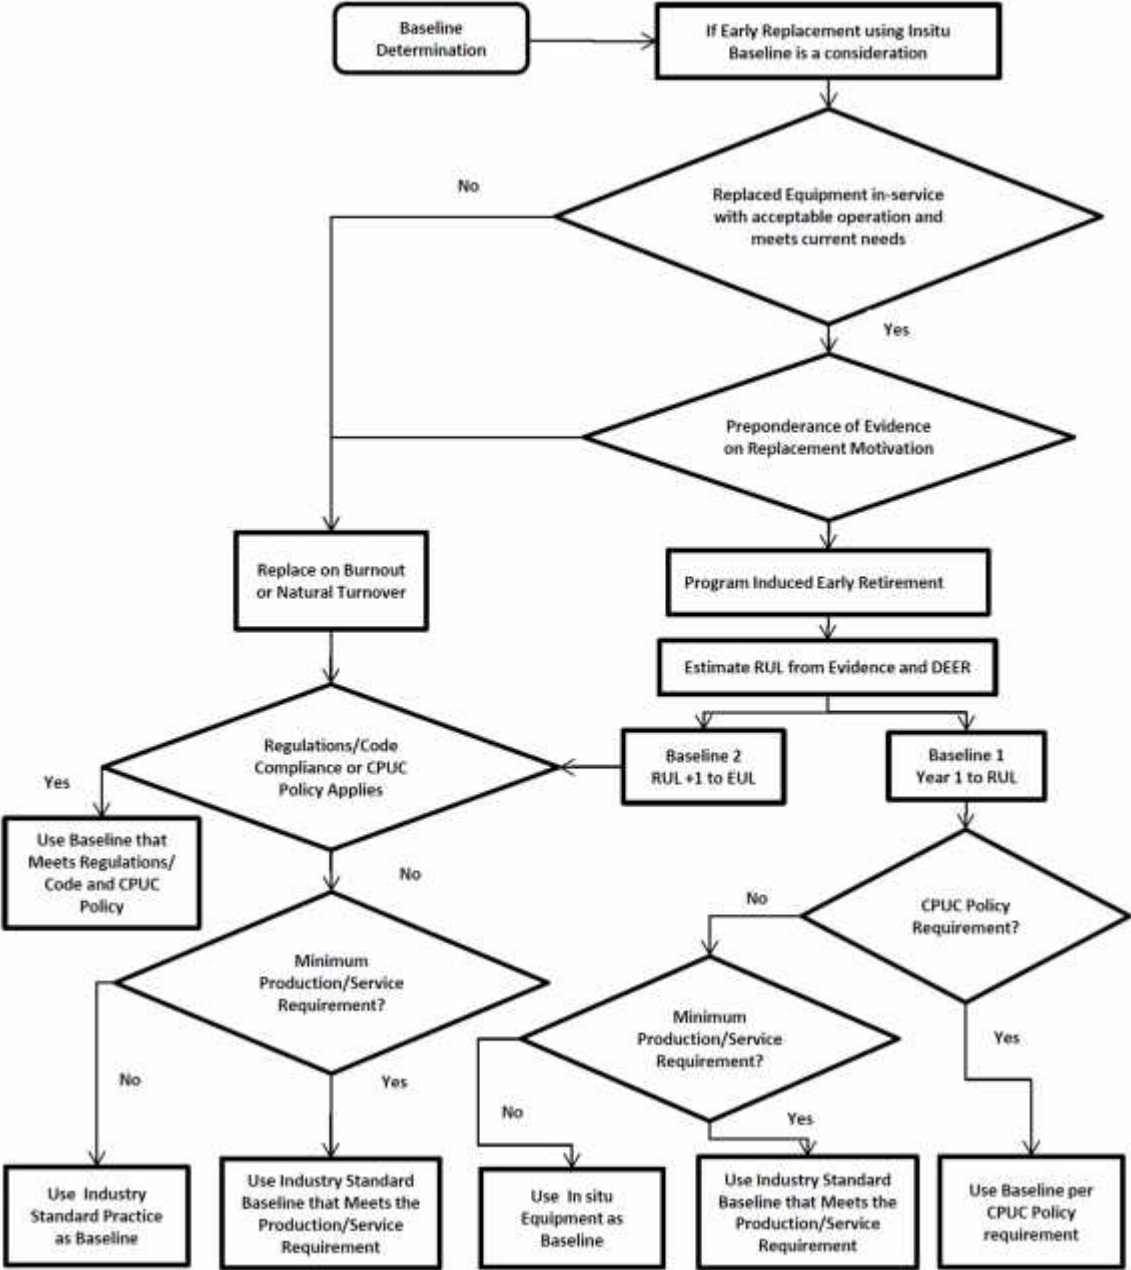 Baseline
Determination
If Early Replacement using Insitu
Baseline is a consideration
No
Replaced Equipment in-service
with acceptable operation and
meets current needs
Yes
Preponderance of Evidence
on Replacement Motivation
Replace on Burnout
or Natural Turnover
Program Induced Early Retirement
Estimate RUL from Evidence and DEER
Regulations/Code
Compliance or CPUC
Policy Applies
Baseline 2
RUL +1 to EUL
Baseline 1
Year 1 to RUL
Yes
Use Baseline that
Meets Regulations/
Code and CPUC
Policy
No
No
CPUC Policy
Requirement?
Minimum
Production/Service
Requirement?
Minimum
Production/Service
Requirement?
Yes
No
Yes
No
Yes
Use Industry
Standard Practice
as Baseline
Use Industry Standard
Baseline that Meets the
Production/Service
Requirement
Use In situ
Equipment as
Baseline
Use Industry Standard
Baseline that Meets the
Production/Service
Requirement
Use Baseline per
CPUC Policy
requirement